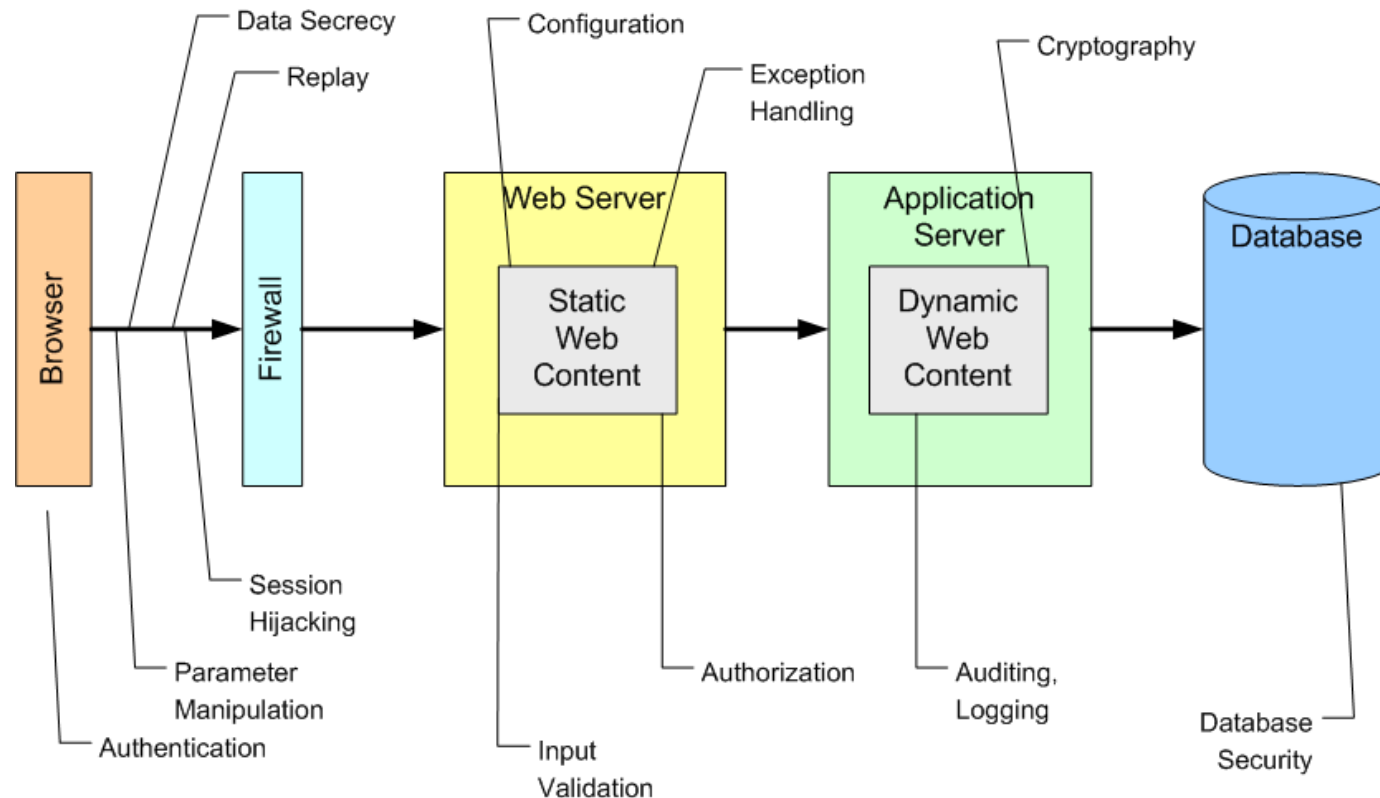 Data Secrecy
Replay
Configuration
Exception
Handling
Cryptography
Browser
Firewall
Web Server
Static
Web
Content
Application
Server
Dynamic
Web
Content
Database
Session
Hijacking
Parameter
Manipulation
Authentication
Input
Validation
Authorization
Auditing,
Logging
Database
Security